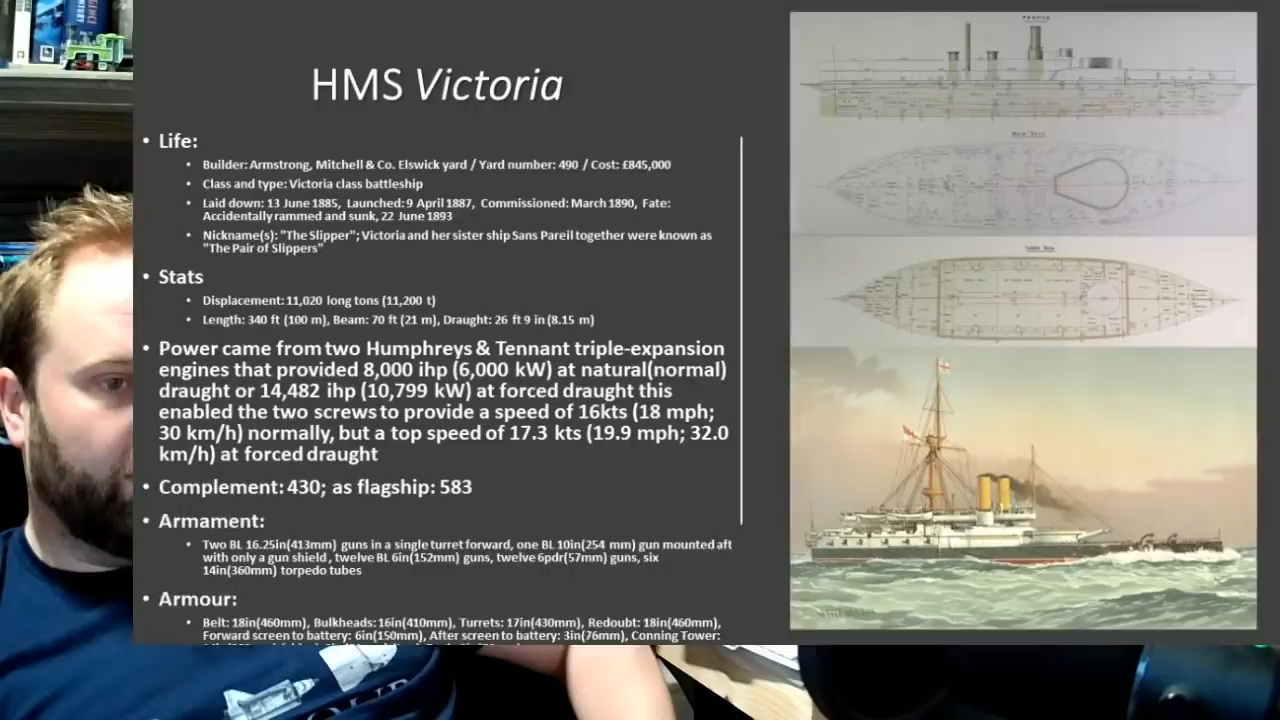 HMS Victoria
• Life:
• Builder: Armstrong, Mitchell & Co. Elswick yard / Yard number: 490 / Cost: £845,000
• Class and type: Victoria class battleship
• Laid down: 13 June 1885, Launched: 9 April 1887, Commissioned: March 1890, Fate:
Accidentally rammed and sunk, 22 June 1893
• Nickname(s): "The Slipper"; Victoria and her sister ship Sans Pareil together were known as
"The Pair of Slippers"
• Stats
• Displacement: 11,020 long tons (11,200 t)
• Length: 340 ft (100 m), Beam: 70 ft (21 m), Draught: 26 ft 9 in (8.15 m)
• Power came from two Humphreys & Tennant triple-expansion
engines that provided 8,000 ihp (6,000 kW) at natural(normal)
draught or 14,482 ihp (10,799 kW) at forced draught this
enabled the two screws to provide a speed of 16kts (18 mph;
30 km/h) normally, but a top speed of 17.3 kts (19.9 mph; 32.0
km/h) at forced draught
• Complement: 430; as flagship: 583
• Armament:
• Two BL 16.25in(413mm) guns in a single turret forward, one BL 10in(254 mm) gun mounted aft
with only a gun shield, twelve BL 6in(152mm) guns, twelve 6pdr(57mm) guns, six
14in(360mm) torpedo tubes
• Armour:
• Belt: 18in(460mm), Bulkheads: 16in(410mm), Turrets: 17in(430mm), Redoubt: 18in(460mm),
Forward screen to battery: 6in(150mm), After screen to battery: 3in(76mm), Conning Tower:
PROFILE